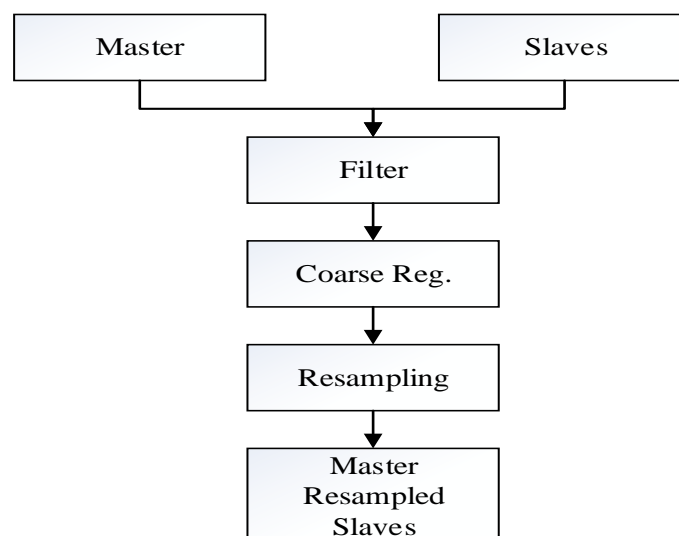 Master
Slaves
Filter
Coarse Reg.
Resampling
Master
Resampled
Slaves